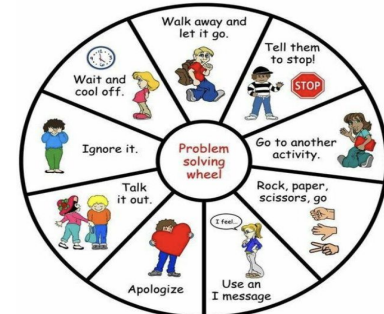 Walk away and
let it go.
Tell them
to stop!
STOP
Go to another
activity.
Rock, paper,
scissors, go
Use an
I message
I feel...
Apologize
Talk
it out.
Ignore it.
Wait and
cool off.
Problem
solving
wheel